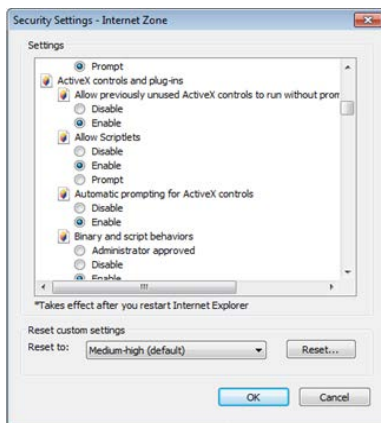 Security Settings - Internet Zone
Settings
Prompt
ActiveX controls and plug-ins
Allow previously unused ActiveX controls to run without prom
Disable
Enable
Allow Scriptlets
Disable
Enable
Prompt
Automatic prompting for ActiveX controls
Disable
Enable
Binary and script behaviors
Administrator approved
Disable
Enable
*Takes effect after you restart Internet Explorer
Reset custom settings
Reset to: Medium-high (default) Reset...
OK Cancel